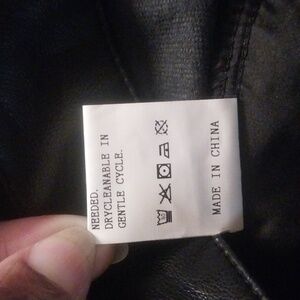 NEEDED.
DRYCLEANABLE IN
GENTLE CYCLE.
MADE IN CHINA